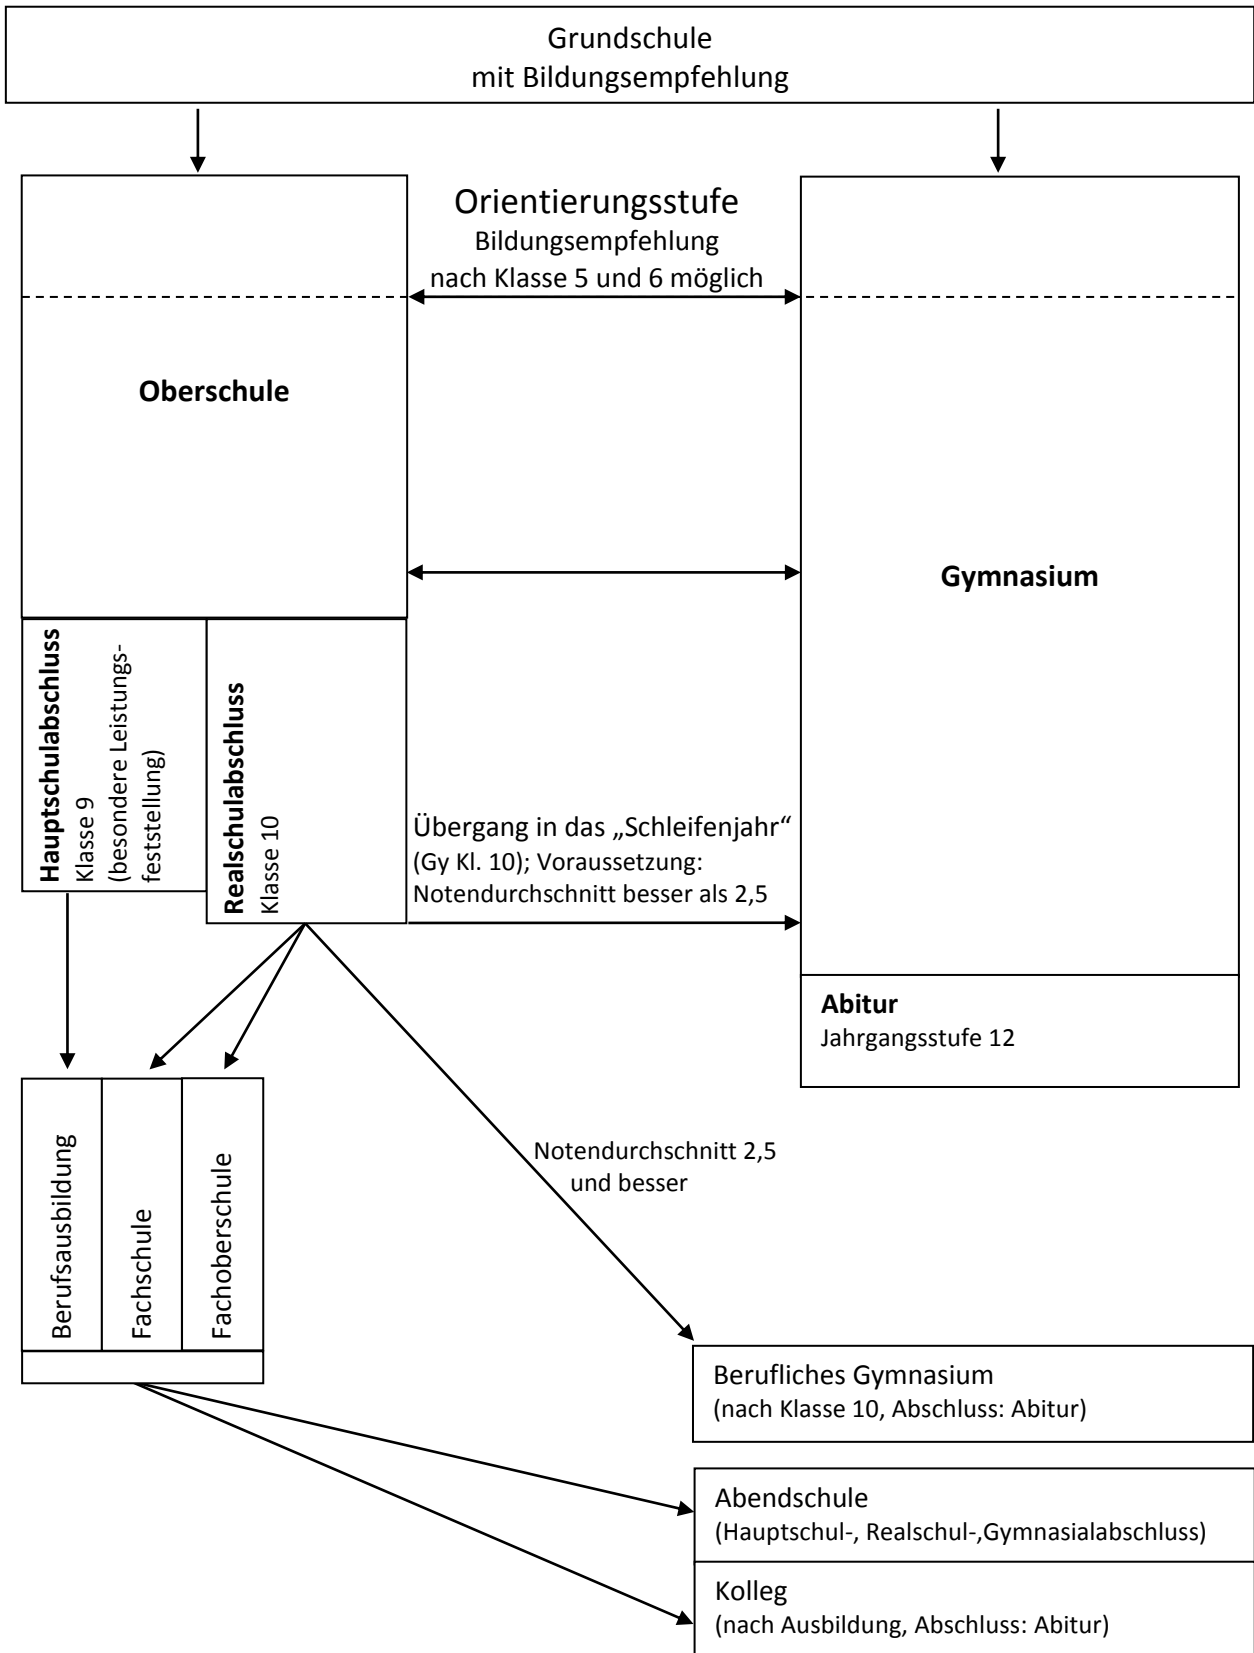 Grundschule
mit Bildungsempfehlung
Orientierungsstufe
Bildungsempfehlung
nach Klasse 5 und 6 möglich
Oberschule
Gymnasium
Hauptschulabschluss
Klasse 9
(besondere Leistungs-
feststellung)
Realschulabschluss
Klasse 10
Übergang in das „Schleifenjahr“
(Gy Kl. 10); Voraussetzung:
Notendurchschnitt besser als 2,5
Abitur
Jahrgangsstufe 12
Berufsausbildung
Fachschule
Fachoberschule
Notendurchschnitt 2,5
und besser
Berufliches Gymnasium
(nach Klasse 10, Abschluss: Abitur)
Abendschule
(Hauptschul-, Realschul-,Gymnasialabschluss)
Kolleg
(nach Ausbildung, Abschluss: Abitur)